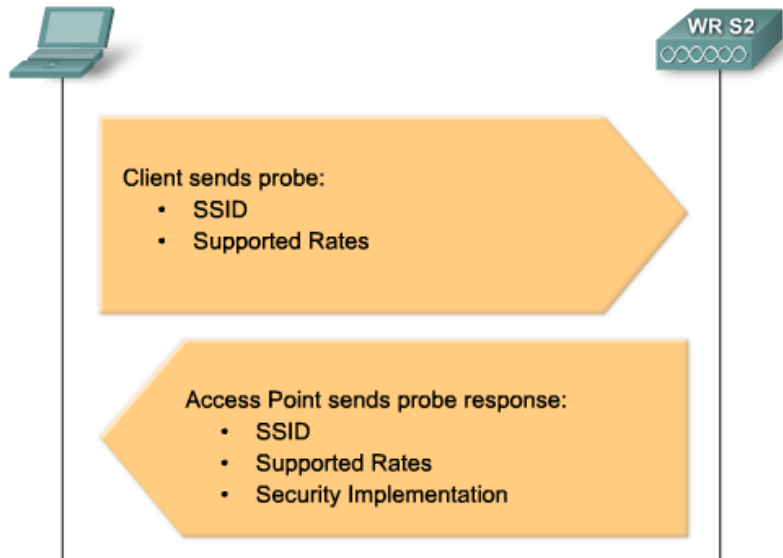 WR S2
Client sends probe:
• SSID
• Supported Rates
Access Point sends probe response:
• SSID
• Supported Rates
• Security Implementation